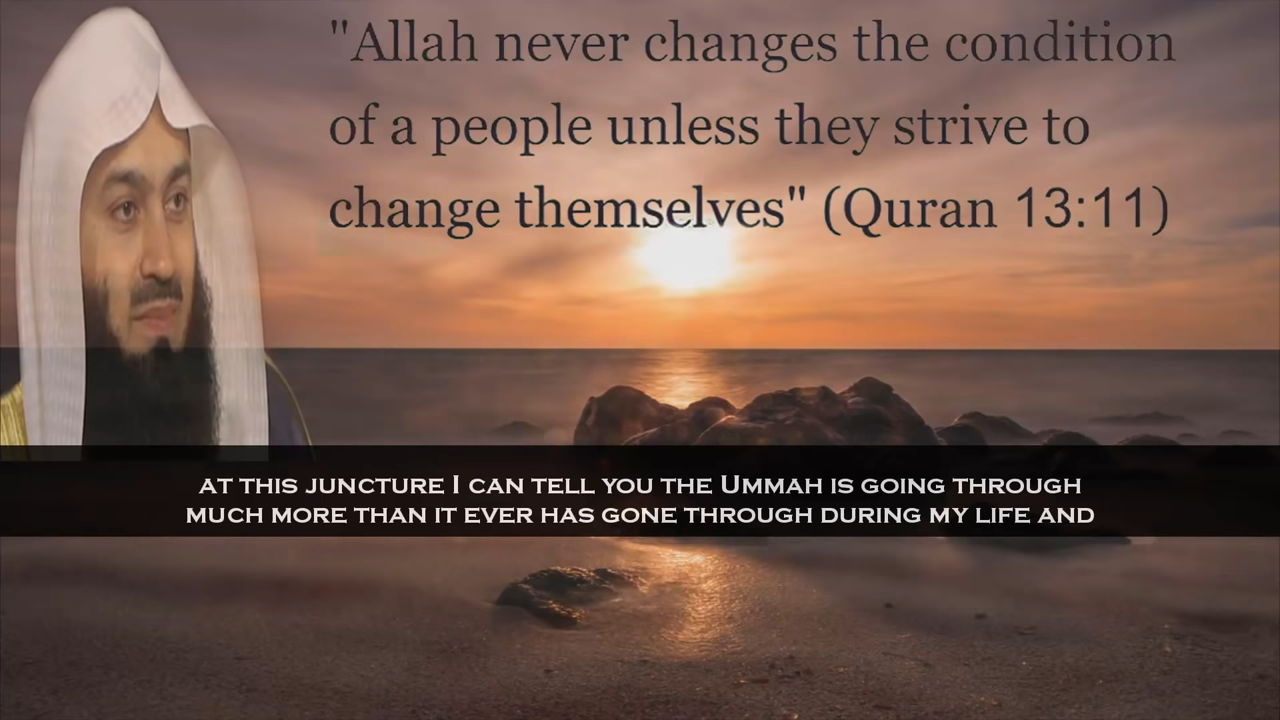 "Allah never changes the condition
of a people unless they strive to
change themselves" (Quran 13:11)
AT THIS JUNCTURE I CAN TELL YOU THE UMMAH IS GOING THROUGH
MUCH MORE THAN IT EVER HAS GONE THROUGH DURING MY LIFE AND